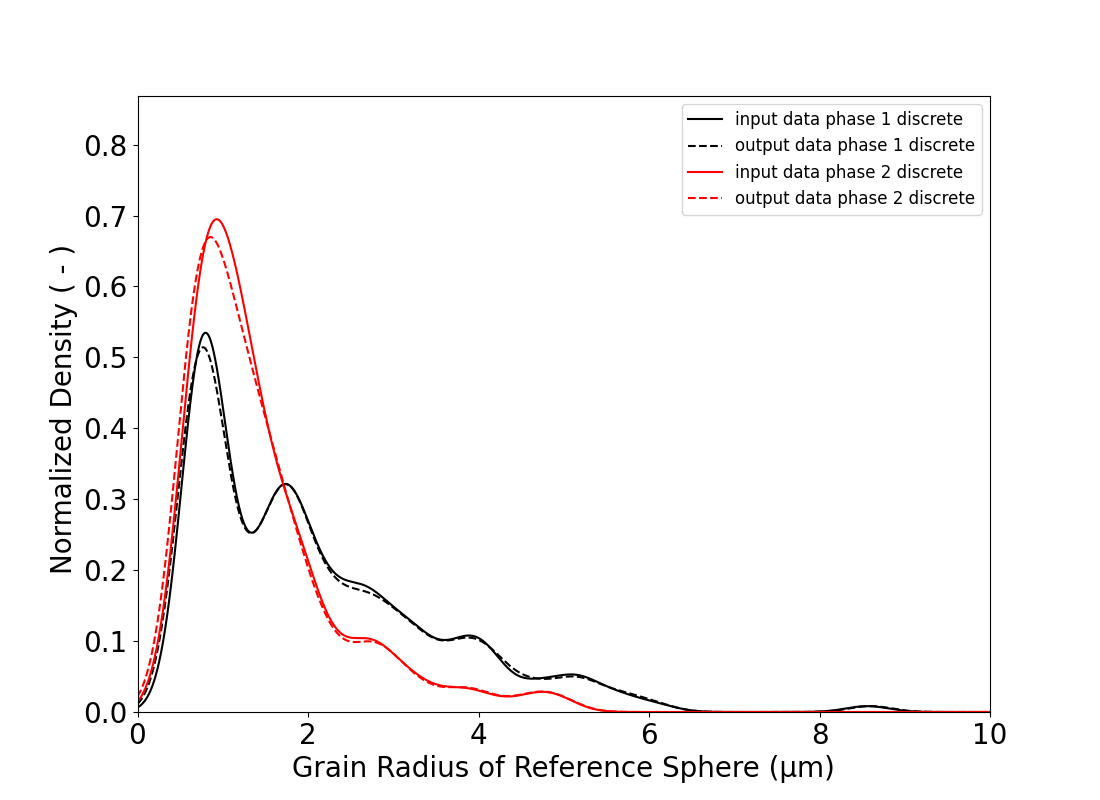 input data phase 1 discrete
output data phase 1 discrete
input data phase 2 discrete
output data phase 2 discrete
Normalized Density ( - )
0.8
0.7
0.6
0.5
0.4
0.3
0.2
0.1
0.0
0 2 4 6 8 10
Grain Radius of Reference Sphere (μm)